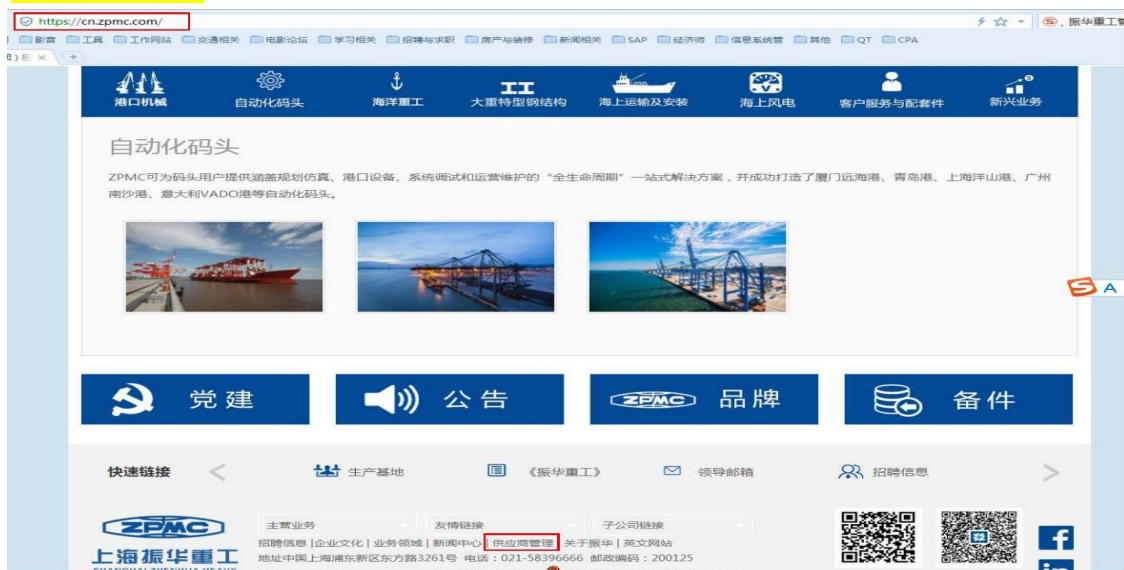 https://cn.zpmc.com/
振华重工
影音 工具 工作网站 交通相关 电影论坛 学习相关 招聘与求职 房产与装修 新闻相关 SAP 经济师 信息系统管 其他 QT CPA
港口机械 自动化码头 海洋重工 大重特型钢结构 海上运输及安装 海上风电 客户服务与配套件 新兴业务
自动化码头
ZPMC可为码头用户提供涵盖规划仿真、港口设备、系统调试和运营维护的“全生命周期”一站式解决方案，并成功打造了厦门远海港、青岛港、上海洋山港、广州
南沙港、意大利VADO港等自动化码头。
A
党建 公告 ZPMC 品牌 备件
快速链接 生产基地 《振华重工》 领导邮箱 招聘信息
ZPMC
主营业务 友情链接 子公司链接
招聘信息|企业文化|业务领域|新闻中心|供应商管理|关于振华|英文网站
上海振华重工
地址中国上海浦东新区东方路3261号 电话：021-58396666 邮政编码：200125
SHANGHAI ZHENHUA HEAVY
f
in